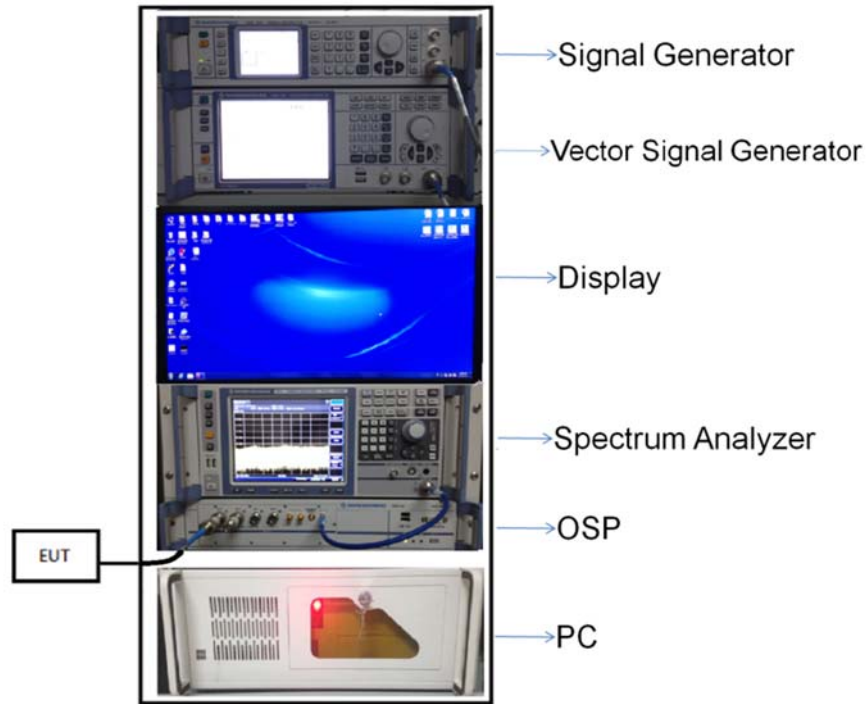 Signal Generator
Vector Signal Generator
Display
Spectrum Analyzer
OSP
EUT
PC